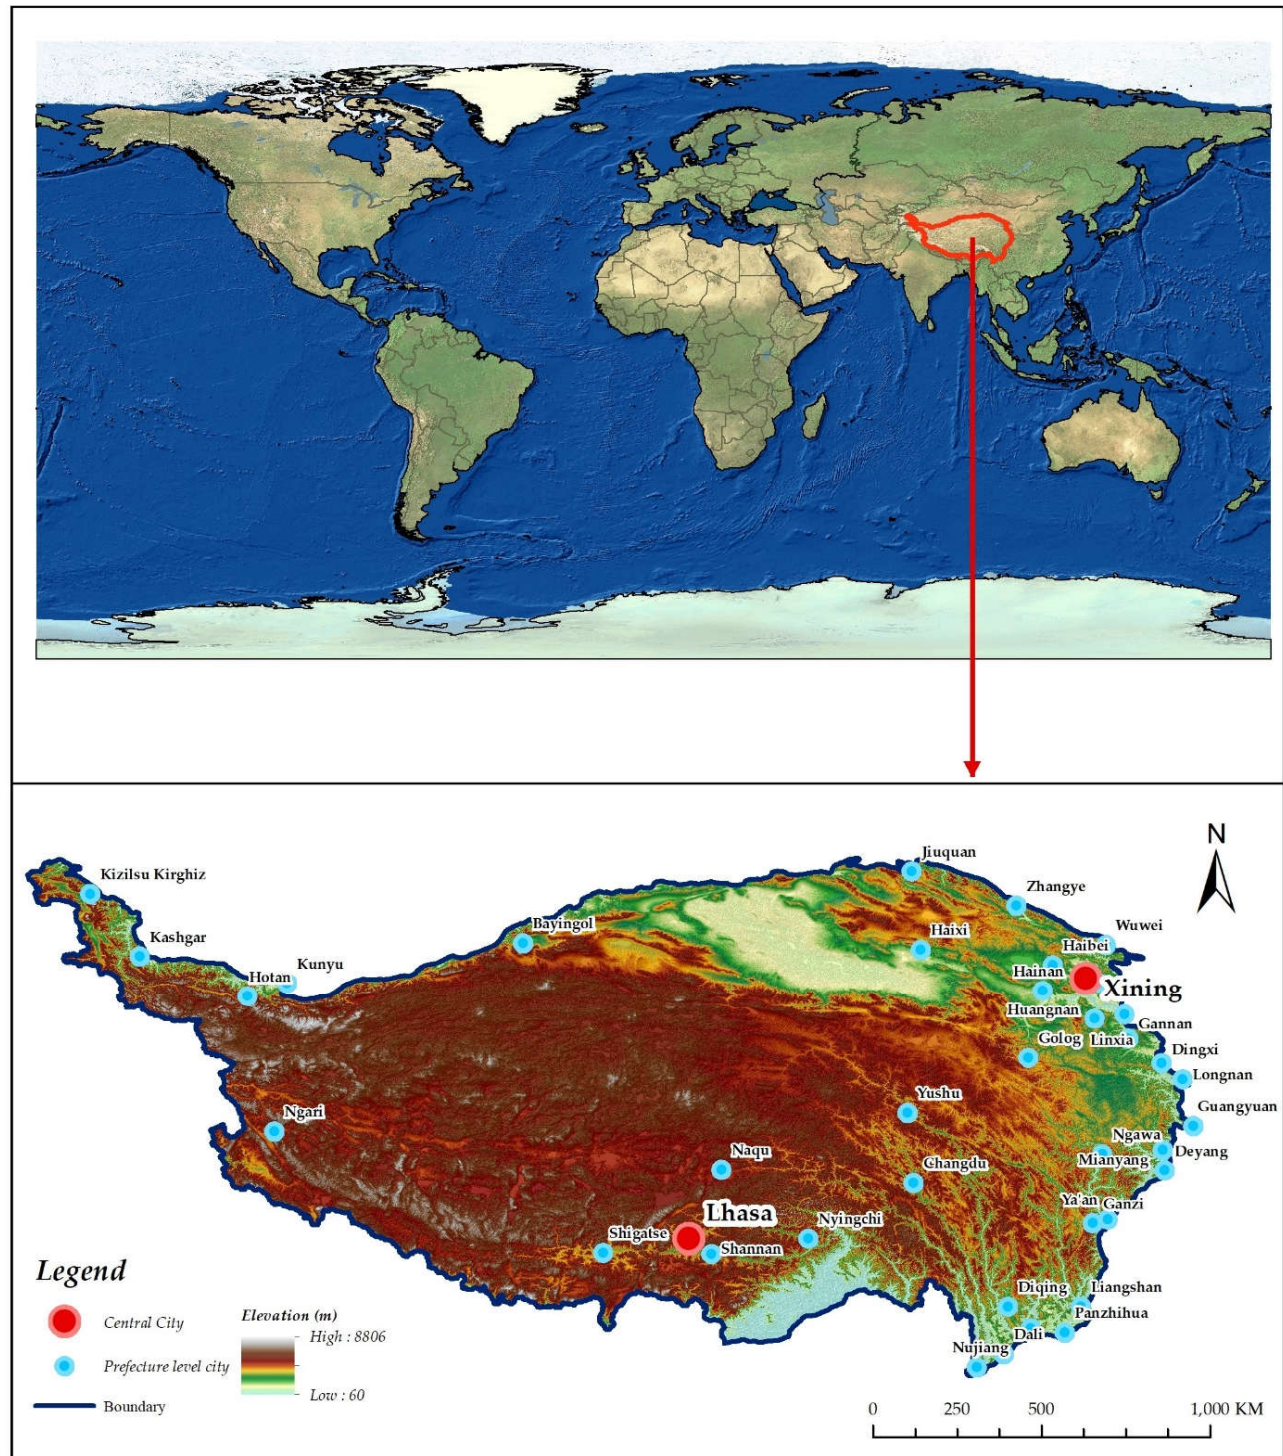 N
Jiuquan
Kizilsu Kirghiz
Zhangye
Bayingol
Wuwei
Haixi
Kashgar
Haibei
Kunyu
Hotan
Hainan
Xining
Huangnan
Gannan
Golog
Linxia
Dingxi
Longnan
Yushu
Guangyuan
Ngari
Ngawa
Deyang
Naqu
Mianyang
Changdu
Ya'an
Ganzi
Lhasa
Nyingchi
Shigatse
Shannan
Diqing
Liangshan
Panzhihua
Dali
Nujiang
Legend
Central City
Prefecture level city
Boundary
Elevation (m)
High : 8806
Low : 60
0 250 500 1,000 KM